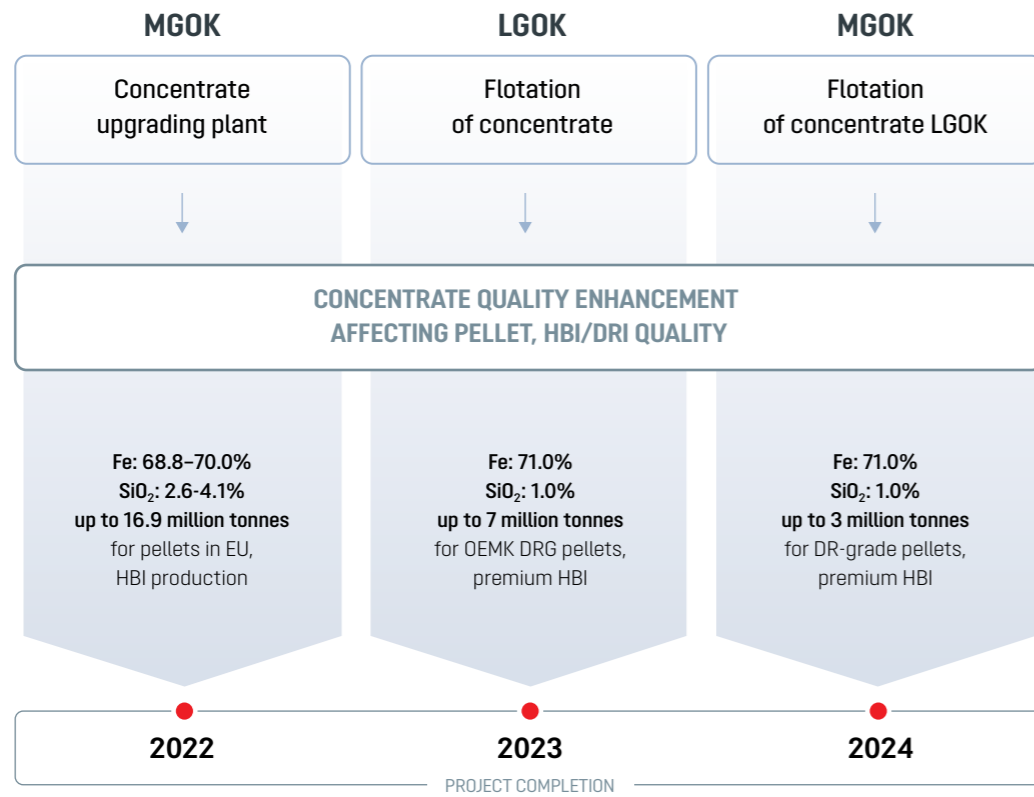 MGOK
Concentrate
upgrading plant
LGOK
Flotation
of concentrate
MGOK
Flotation
of concentrate LGOK
CONCENTRATE QUALITY ENHANCEMENT
AFFECTING PELLET, HBI/DRI QUALITY
Fe: 68.8–70.0%
SiO₂: 2.6-4.1%
up to 16.9 million tonnes
for pellets in EU,
HBI production
Fe: 71.0%
SiO₂: 1.0%
up to 7 million tonnes
for OEMK DRG pellets,
premium HBI
Fe: 71.0%
SiO₂: 1.0%
up to 3 million tonnes
for DR-grade pellets,
premium HBI
2022
2023
2024
PROJECT COMPLETION